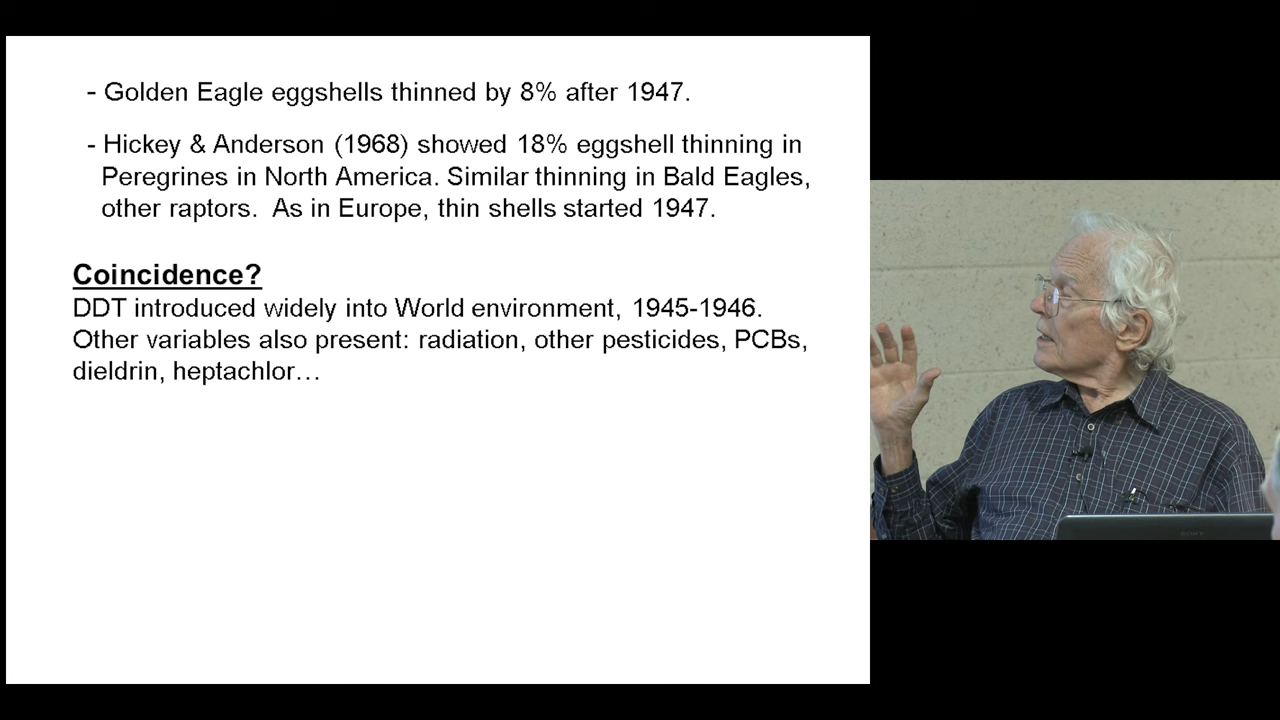 - Golden Eagle eggshells thinned by 8% after 1947.
- Hickey & Anderson (1968) showed 18% eggshell thinning in
Peregrines in North America. Similar thinning in Bald Eagles,
other raptors. As in Europe, thin shells started 1947.
Coincidence?
DDT introduced widely into World environment, 1945-1946.
Other variables also present: radiation, other pesticides, PCBs,
dieldrin, heptachlor…
SONY